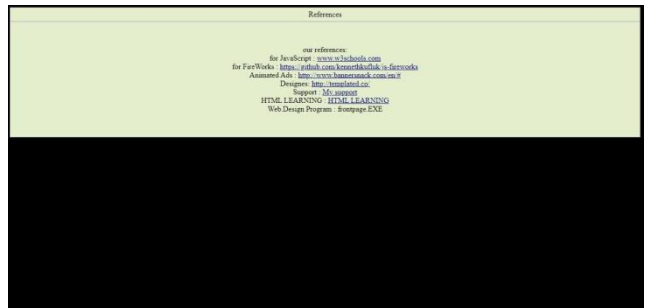 References
our references:
for JavaScript : www.w3schools.com
for FireWorks : https://github.com/kennethkufluk/js-fireworks
Animated Ads : http://www.bannersnack.com/en/#
Designes: http://templated.co/
Support : My support
HTML LEARNING : HTML LEARNING
Web.Design Program : frontpage.EXE